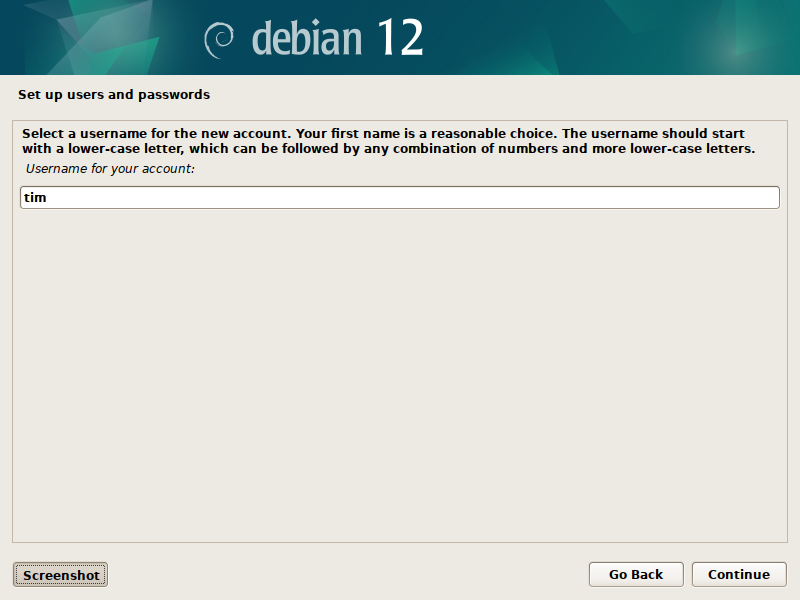 debian 12
Set up users and passwords
Select a username for the new account. Your first name is a reasonable choice. The username should start
with a lower-case letter, which can be followed by any combination of numbers and more lower-case letters.
Username for your account:
tim
Screenshot
Go Back
Continue